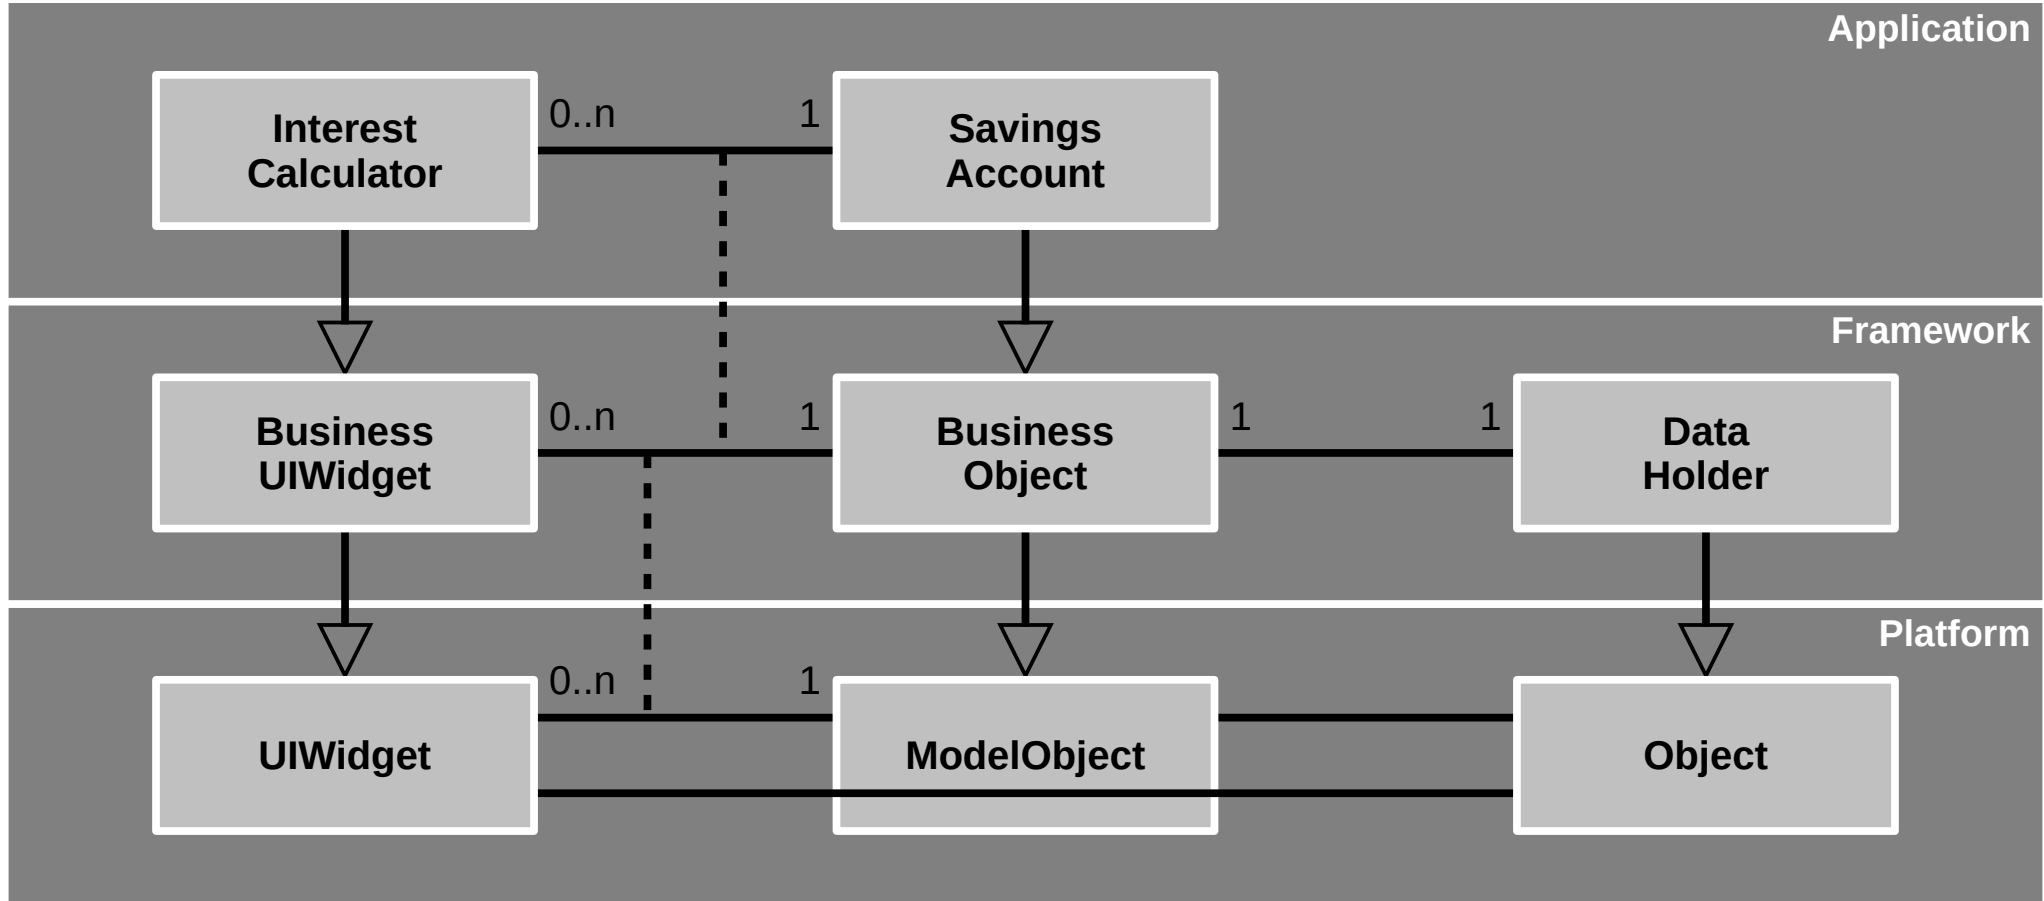 Application
Interest
Calculator
0..n
1
Savings
Account
Framework
Business
UIWidget
0..n
1
Business
Object
1
1
Data
Holder
Platform
UIWidget
0..n
1
ModelObject
Object